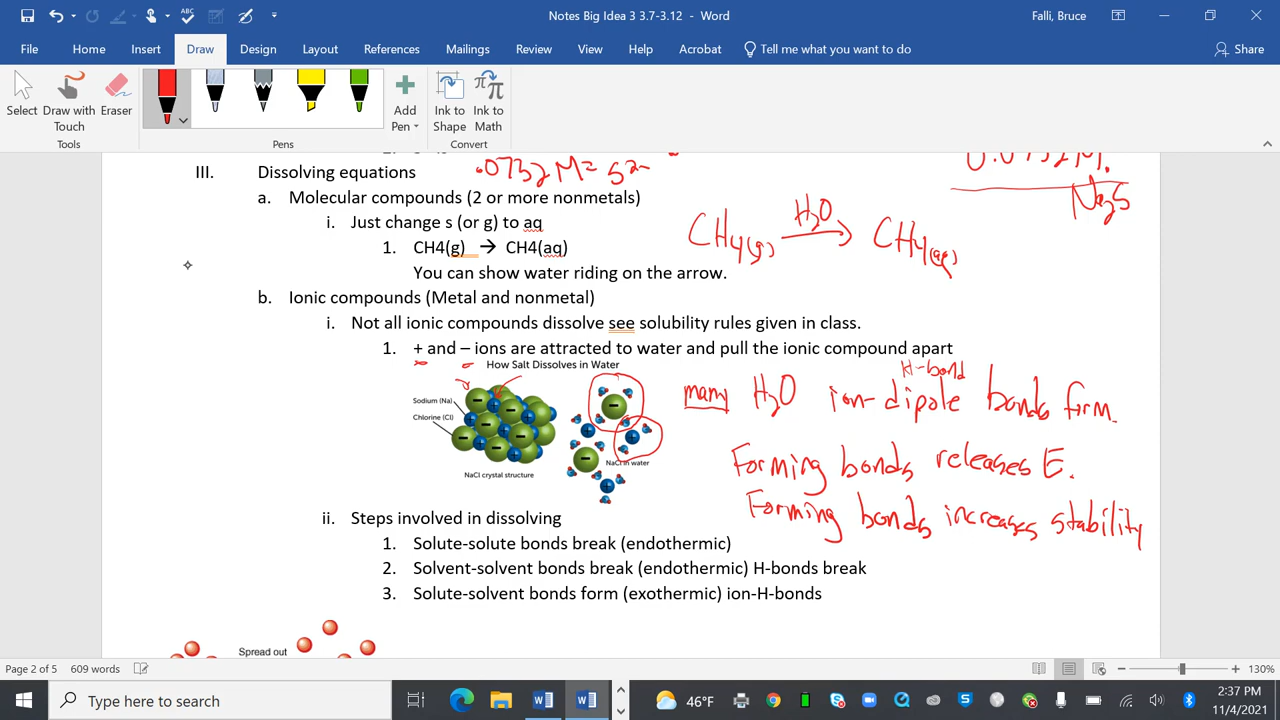 Notes Big Idea 3 3.7-3.12 - Word
Falli, Bruce
File Home Insert Draw Design Layout References Mailings Review View Help Acrobat Tell me what you want to do Share
Select Draw with Touch Eraser Add Pen Ink to Shape Ink to Math
Tools Pens Convert
.0732 M = S2-
Na2S
III. Dissolving equations
a. Molecular compounds (2 or more nonmetals)
i. Just change s (or g) to aq
1. CH4(g) → CH4(aq)
CH4(g) H2O → CH4(aq)
You can show water riding on the arrow.
b. Ionic compounds (Metal and nonmetal)
i. Not all ionic compounds dissolve see solubility rules given in class.
1. + and – ions are attracted to water and pull the ionic compound apart
How Salt Dissolves in Water
Sodium (Na)
Chlorine (Cl)
NaCl crystal structure
NaCl in water
H-bond
many H2O ion-dipole bonds form.
Forming bonds releases E.
Forming bonds increases stability
ii. Steps involved in dissolving
1. Solute-solute bonds break (endothermic)
2. Solvent-solvent bonds break (endothermic) H-bonds break
3. Solute-solvent bonds form (exothermic) ion-H-bonds
Spread out
Page 2 of 5 609 words 130%
Type here to search
46°F
2:37 PM
11/4/2021